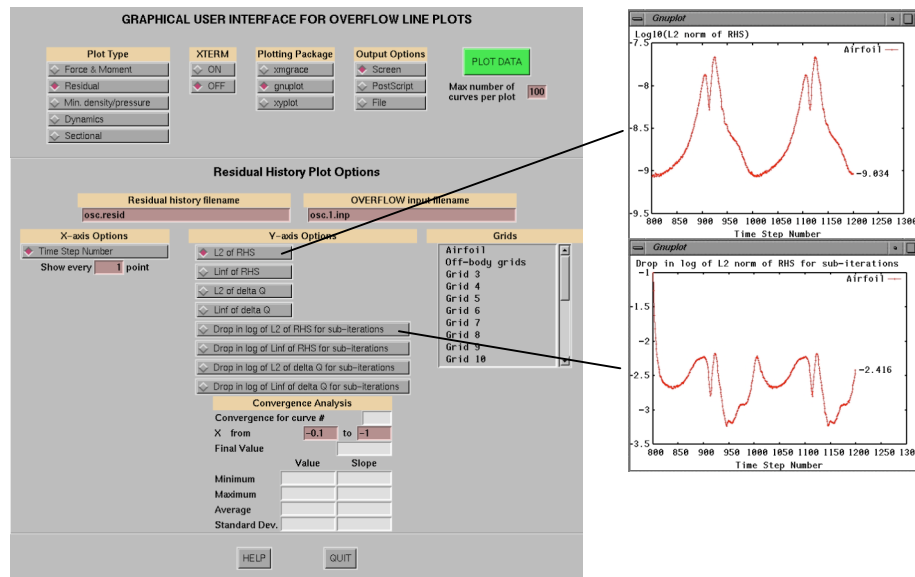 GRAPHICAL USER INTERFACE FOR OVERFLOW LINE PLOTS
Plot Type
Force & Moment
Residual
Min. density/pressure
Dynamics
Sectional
XTERM
ON
OFF
Plotting Package
xmgrace
gnuplot
xyplot
Output Options
Screen
PostScript
File
PLOT DATA
Max number of
curves per plot
100
Residual History Plot Options
Residual history filename
osc.resid
OVERFLOW input filename
osc.1.inp
X-axis Options
Time Step Number
Show every 1 point
Y-axis Options
L2 of RHS
Linf of RHS
L2 of delta Q
Linf of delta Q
Drop in log of L2 of RHS for sub-iterations
Drop in log of Linf of RHS for sub-iterations
Drop in log of L2 of delta Q for sub-iterations
Drop in log of Linf of delta Q for sub-iterations
Grids
Airfoil
Off-body grids
Grid 3
Grid 4
Grid 5
Grid 6
Grid 7
Grid 8
Grid 9
Grid 10
Convergence Analysis
Convergence for curve #
X from -0.1 to -1
Final Value
Value Slope
Minimum
Maximum
Average
Standard Dev.
HELP
QUIT
Gnuplot
Log10(L2 norm of RHS)
-7.5
Airfoil
-8
-8.5
-9
-9.034
-9.5
800 850 900 950 1000 1050 1100 1150 1200 1250 130
Time Step Number
Gnuplot
Drop in log of L2 norm of RHS for sub-iterations
-1
Airfoil
-1.5
-2
-2.416
-2.5
-3
-3.5
800 850 900 950 1000 1050 1100 1150 1200 1250 130
Time Step Number